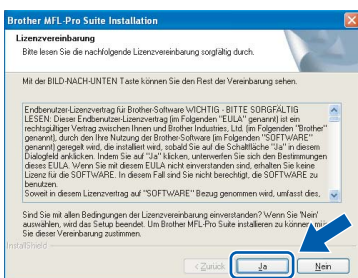 Brother MFL-Pro Suite Installation
Lizenzvereinbarung
Bitte lesen Sie die nachfolgende Lizenzvereinbarung sorgfältig durch.
Mit der BILD-NACH-UNTEN Taste können Sie den Rest der Vereinbarung sehen.
Endbenutzer-Lizenzvertrag für Brother-Software WICHTIG - BITTE SORGFÄLTIG
LESEN: Dieser Endbenutzer-Lizenzvertrag (im Folgenden "EULA" genannt) ist ein
rechtsgültiger Vertrag zwischen Ihnen und Brother Industries, Ltd. (im Folgenden "Brother"
genannt), durch den Ihre Nutzung der Brother-Software (im Folgenden "SOFTWARE"
genannt) geregelt wird, die installiert wird, sobald Sie auf die Schaltfläche "Ja" in diesem
Dialogfeld anklicken. Indem Sie auf "Ja" klicken, unterwerfen Sie sich den Bestimmungen
dieses EULA. Wenn Sie mit diesem EULA nicht einverstanden sind, erhalten Sie keine
Lizenz für die SOFTWARE. In diesem Fall sind Sie nicht berechtigt, die SOFTWARE zu
benutzen.
Soweit in diesem Lizenzvertrag auf "SOFTWARE" Bezug genommen wird, umfasst dies,
Sind Sie mit allen Bedingungen der Lizenzvereinbarung einverstanden? Wenn Sie 'Nein'
auswählen, wird das Setup beendet. Um Brother MFL-Pro Suite installieren zu können,
Sie dieser Vereinbarung zustimmen.
InstallShield
< Zurück
Ja
Nein